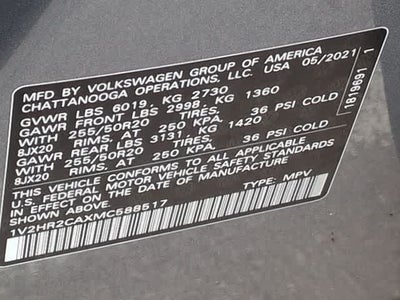 MFD BY VOLKSWAGEN GROUP OF AMERICA
CHATTANOOGA OPERATIONS, LLC. USA 05/2021
GVWR LBS 6019, KG 2730
GAWR FRONT LBS 2998, KG 1360
WITH 255/50R20 TIRES,
8JX20 RIMS, AT 250 KPA, 36 PSI COLD
GAWR REAR LBS 3131 KG 1420
WITH 255/50R20 TIRES,
8JX20 RIMS, AT 250 KPA, 36 PSI COLD
THIS VEHICLE CONFORMS TO ALL APPLICABLE
U.S. FEDERAL MOTOR VEHICLE SAFETY STANDARDS
IN EFFECT ON THE DATE OF MANUFACTURE
SHOWN ABOVE TYPE: MPV
1V2HR2CAXMC588517
1819691 1